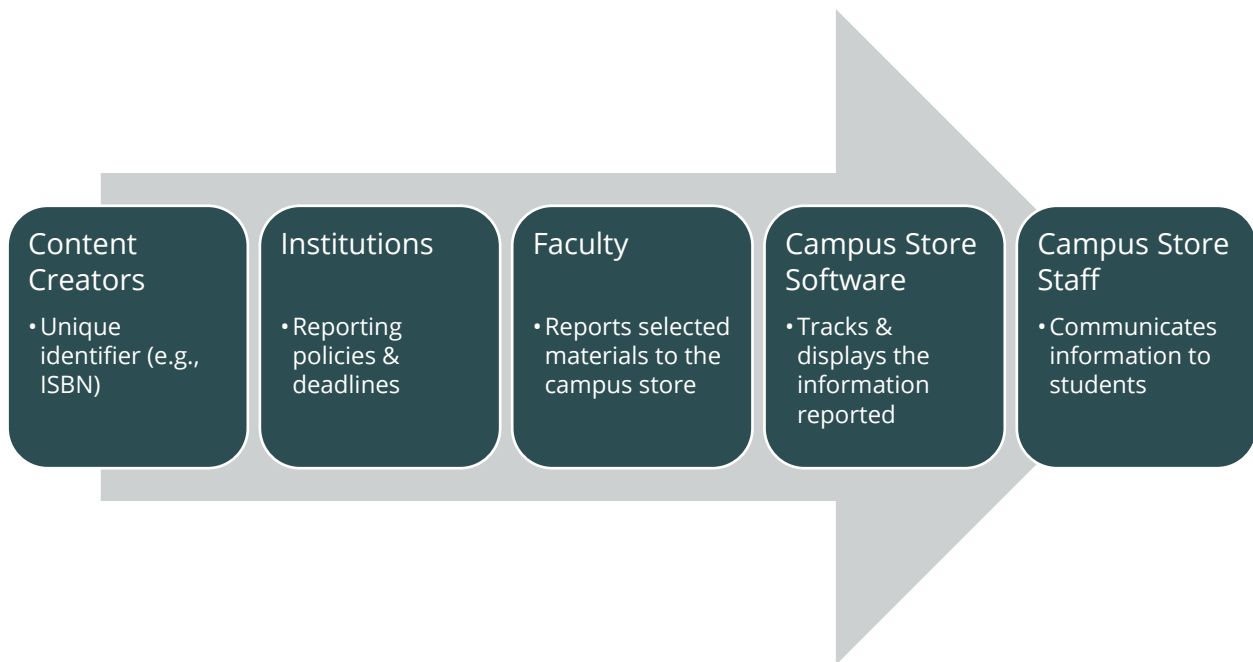 Content
Creators
• Unique
identifier (e.g.,
ISBN)
Institutions
• Reporting
policies &
deadlines
Faculty
• Reports selected
materials to the
campus store
Campus Store
Software
• Tracks &
displays the
information
reported
Campus Store
Staff
• Communicates
information to
students